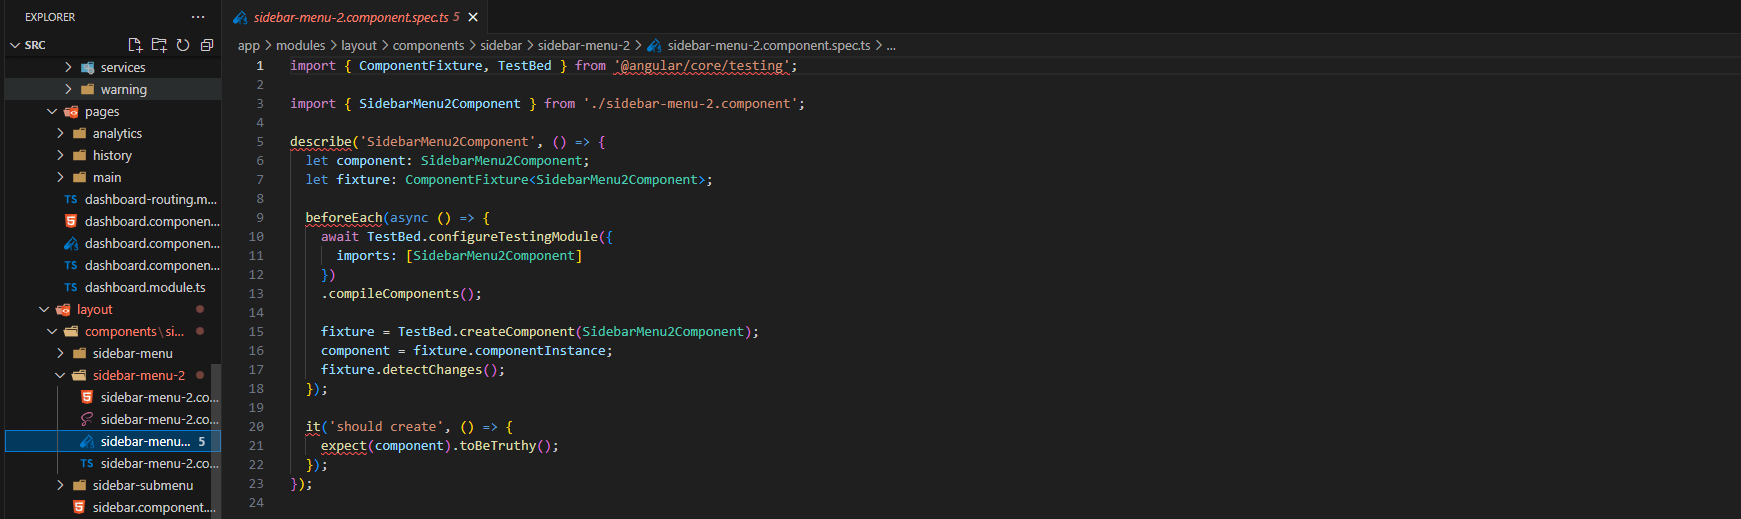 EXPLORER ...
SRC
services
warning
pages
analytics
history
main
TS dashboard-routing.m...
dashboard.componen...
dashboard.componen...
TS dashboard.componen...
TS dashboard.module.ts
layout
components\si...
sidebar-menu
sidebar-menu-2
sidebar-menu-2.co...
sidebar-menu-2.co...
sidebar-menu... 5
TS sidebar-menu-2.co...
sidebar-submenu
sidebar.component....
sidebar-menu-2.component.spec.ts 5
app > modules > layout > components > sidebar > sidebar-menu-2 > sidebar-menu-2.component.spec.ts > ...
1 import { ComponentFixture, TestBed } from '@angular/core/testing';
2
3 import { SidebarMenu2Component } from './sidebar-menu-2.component';
4
5 describe('SidebarMenu2Component', () => {
6 let component: SidebarMenu2Component;
7 let fixture: ComponentFixture<SidebarMenu2Component>;
8
9 beforeEach(async () => {
10 await TestBed.configureTestingModule({
11 imports: [SidebarMenu2Component]
12 })
13 .compileComponents();
14
15 fixture = TestBed.createComponent(SidebarMenu2Component);
16 component = fixture.componentInstance;
17 fixture.detectChanges();
18 });
19
20 it('should create', () => {
21 expect(component).toBeTruthy();
22 });
23 });
24